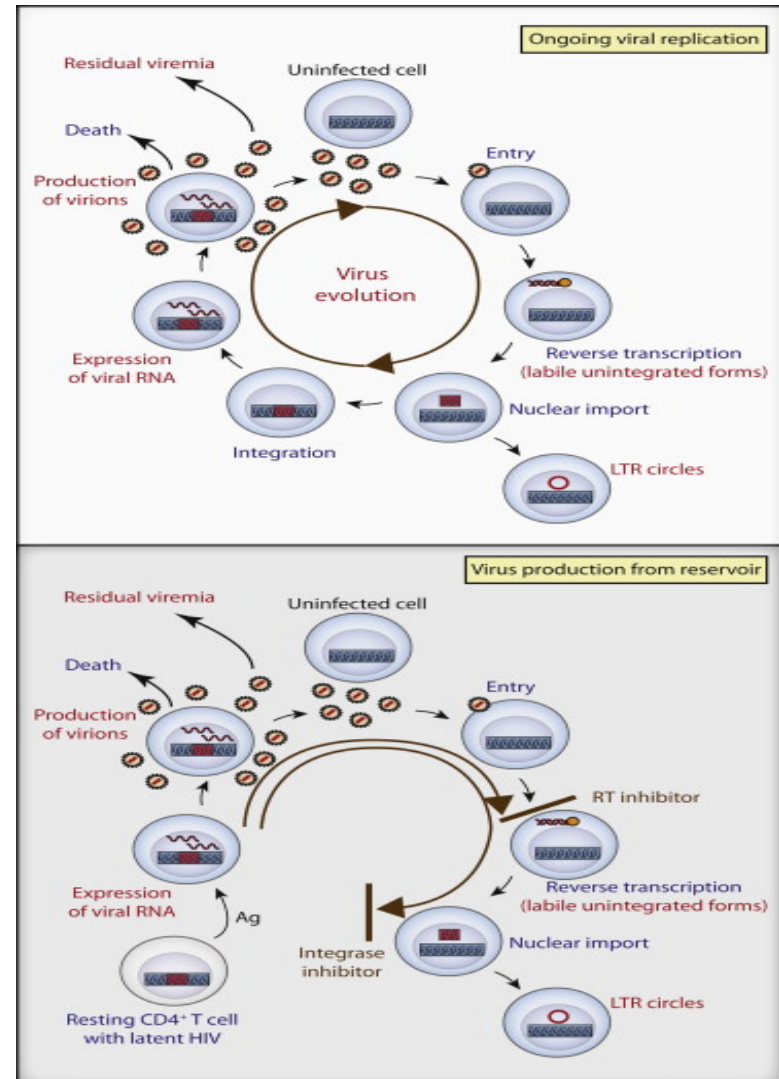 Ongoing viral replication
Residual viremia
Uninfected cell
Death
Entry
Production
of virions
Virus
evolution
Expression
of viral RNA
Reverse transcription
(labile unintegrated forms)
Nuclear import
Integration
LTR circles
Virus production from reservoir
Residual viremia
Uninfected cell
Death
Entry
Production
of virions
RT inhibitor
Expression
of viral RNA
Reverse transcription
(labile unintegrated forms)
Ag
Integrase
inhibitor
Nuclear import
Resting CD4⁺ T cell
with latent HIV
LTR circles